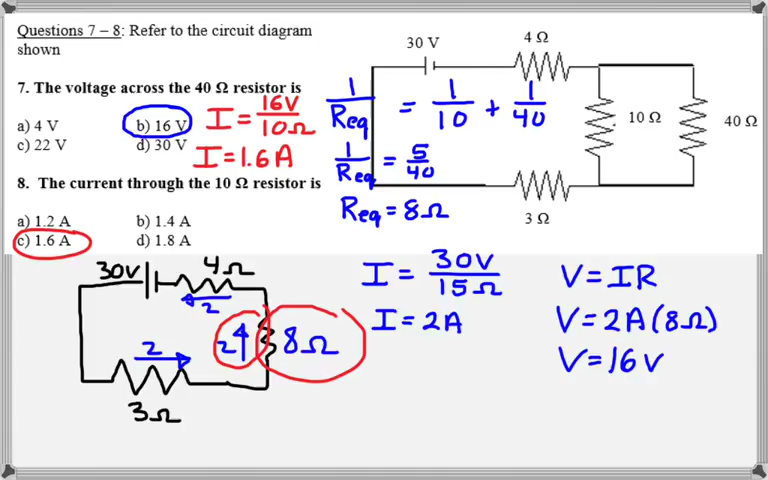 Questions 7 – 8: Refer to the circuit diagram
shown
7. The voltage across the 40 Ω resistor is
a) 4 V b) 16 V
c) 22 V d) 30 V
I = 16V/10Ω
I = 1.6A
8. The current through the 10 Ω resistor is
a) 1.2 A b) 1.4 A
c) 1.6 A d) 1.8 A
30 V
4 Ω
10 Ω
40 Ω
3 Ω
1/Req = 1/10 + 1/40
1/Req = 5/40
Req = 8Ω
30V
4Ω
2
2
8Ω
2
3Ω
I = 30V/15Ω
I = 2A
V = IR
V = 2A(8Ω)
V = 16V